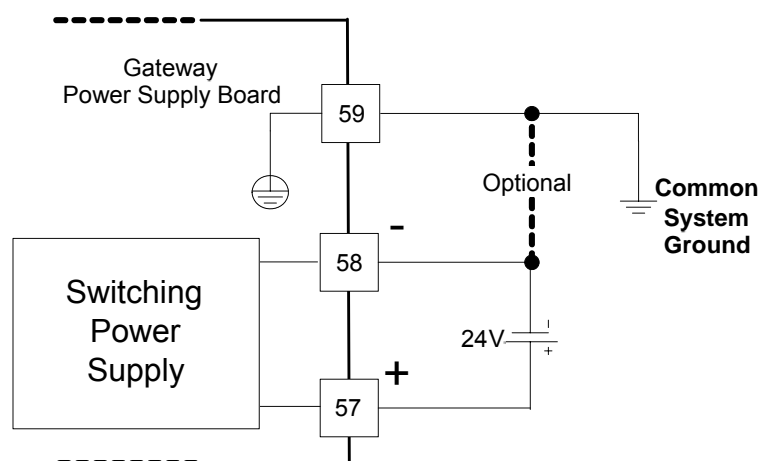 Gateway
Power Supply Board
59
Optional
Common
System
Ground
-
58
Switching
Power
Supply
24V
-
+
+
57